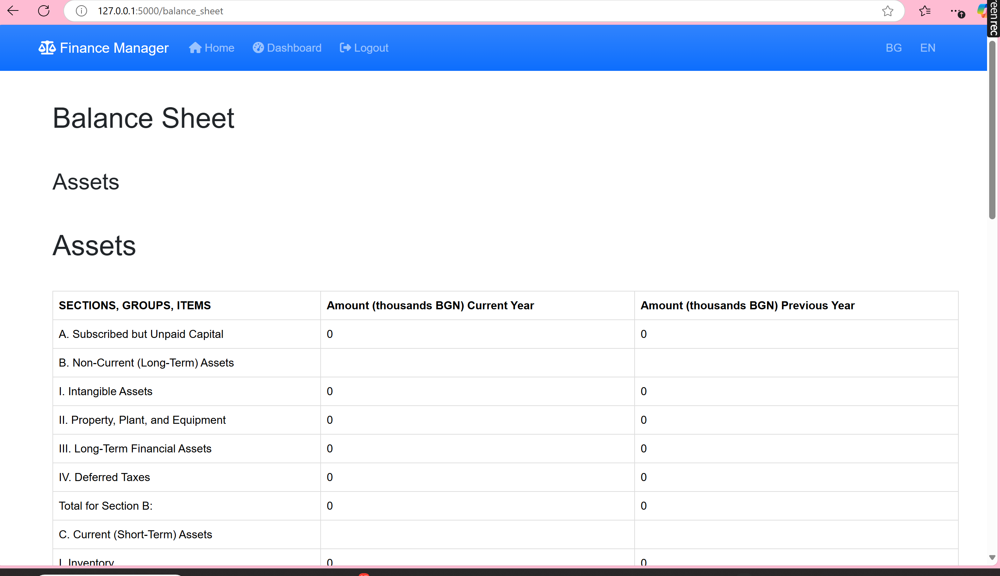 127.0.0.1:5000/balance_sheet
reen rec
Finance Manager Home Dashboard Logout BG EN
Balance Sheet
Assets
Assets
SECTIONS, GROUPS, ITEMS Amount (thousands BGN) Current Year Amount (thousands BGN) Previous Year
A. Subscribed but Unpaid Capital 0 0
B. Non-Current (Long-Term) Assets
I. Intangible Assets 0 0
II. Property, Plant, and Equipment 0 0
III. Long-Term Financial Assets 0 0
IV. Deferred Taxes 0 0
Total for Section B: 0 0
C. Current (Short-Term) Assets
I. Inventory 0 0